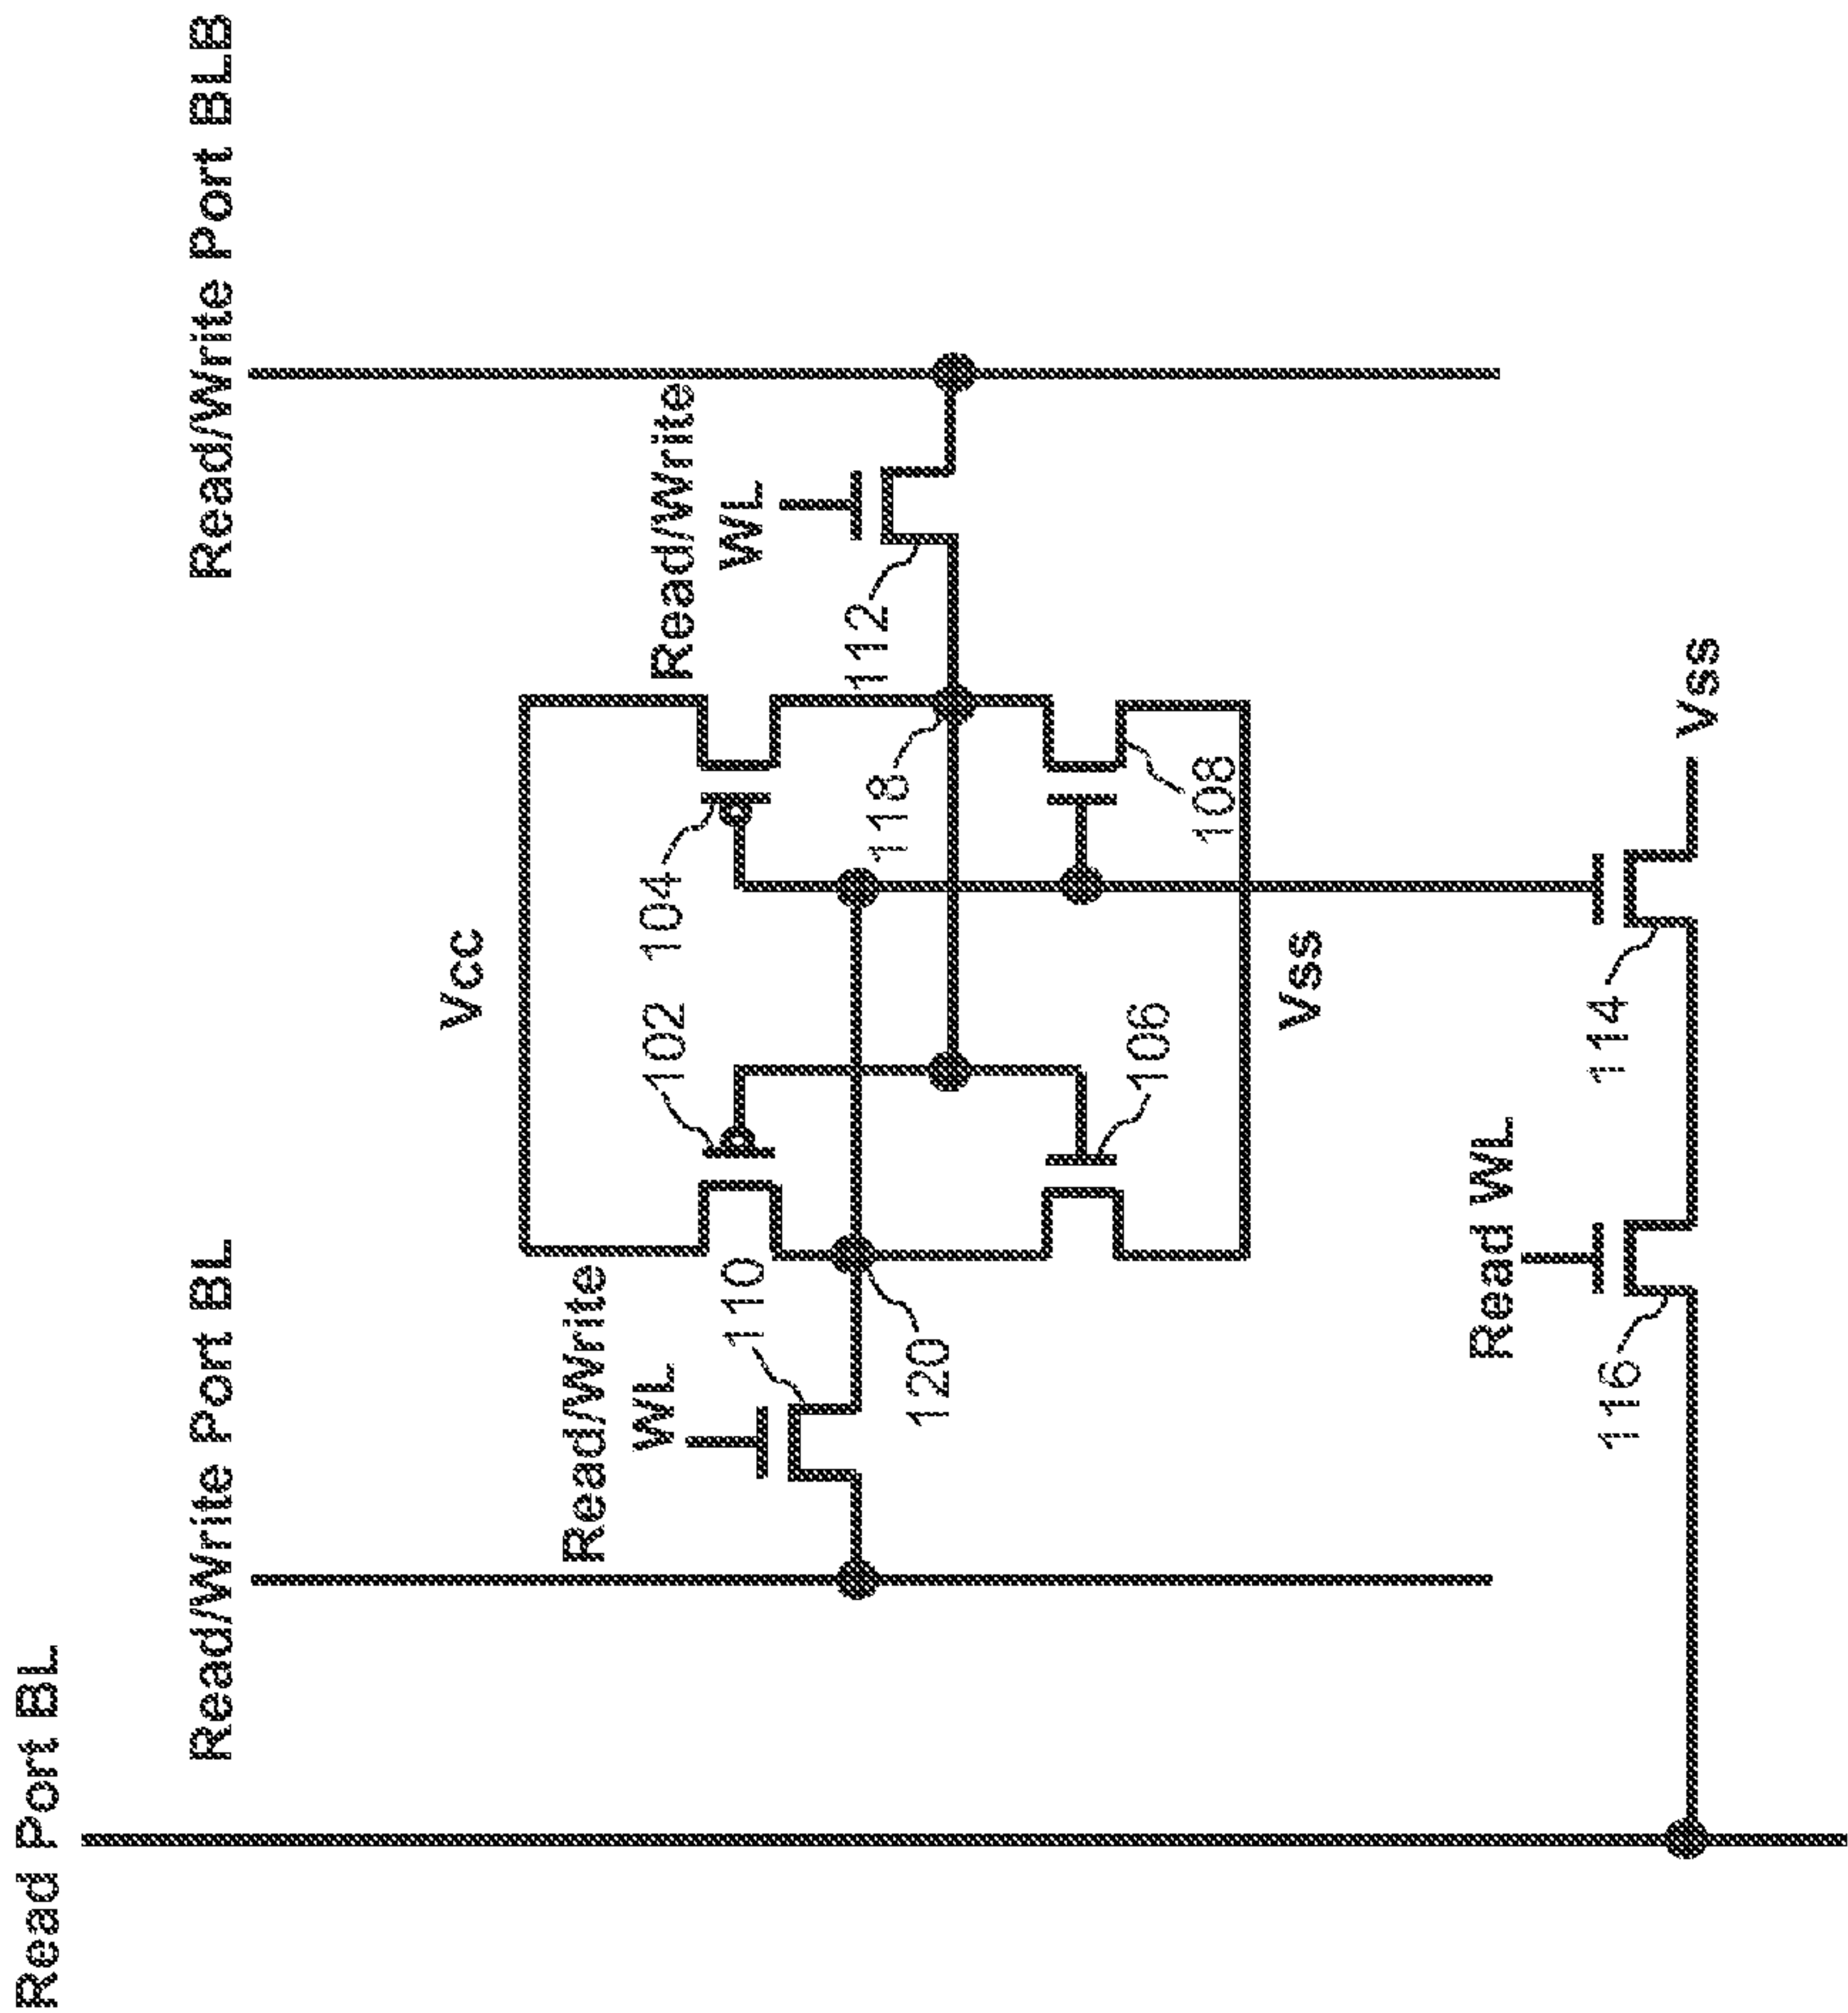 Read Port BL
Read/Write Port BL
Read/Write Port BLB
Vcc
Read/Write
WL
110
102
104
Read/Write
WL
112
118
120
106
108
Vss
Read WL
116
114
Vss